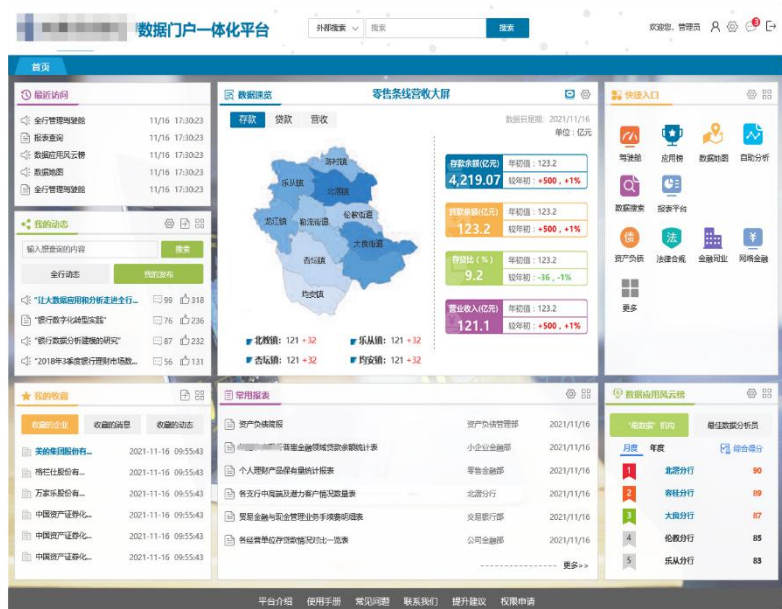 数据门户一体化平台
外部搜索 搜索 搜索
欢迎您，管理员
3
首页
最近访问
全行管理驾驶舱 11/16 17:30:23
报表查询 11/16 17:30:23
数据应用风云榜 11/16 17:30:23
数据地图 11/16 17:30:23
全行管理驾驶舱 11/16 17:30:23
我的动态
输入想查询的内容 搜索
全行动态 我的发布
“让大数据应用和分析走进全行... 99 318
“银行数字化转型实践” 76 236
“银行数据分析建模的研究” 87 232
“2018年3季度银行理财市场数... 56 131
我的收藏
收藏的企业 收藏的消息 收藏的动态
美的集团股份有... 2021-11-16 09:55:43
格栏仕股份有... 2021-11-16 09:55:43
万家乐股份有... 2021-11-16 09:55:43
中国资产证券化... 2021-11-16 09:55:43
中国资产证券化... 2021-11-16 09:55:43
中国资产证券化... 2021-11-16 09:55:43
数据速览 零售条线营收大屏
存款 贷款 营收
数据日期：2021/11/16
单位：亿元
陈村镇
乐从镇
北滘镇
龙江镇
勒流街道
伦教街道
大良街道
杏坛镇
均安镇
存款余额(亿元) 年初值：123.2
4,219.07 较年初：+500，+1%
贷款余额(亿元) 年初值：123.2
123.2 较年初：+500，+1%
存贷比（%） 年初值：123.2
9.2 较年初：-36，-1%
营业收入(亿元) 年初值：123.2
121.1 较年初：+500，+1%
北教镇：121 +32 乐从镇：121 +32
杏坛镇：121 +32 均安镇：121 +32
常用报表
资产负债简报 资产负债管理部 2021/11/16
普惠金融领域贷款余额统计表 小企业金融部 2021/11/16
个人理财产品保有量统计报表 零售金融部 2021/11/16
各支行中高端及潜力客户情况数量表 北滘分行 2021/11/16
贸易金融与现金管理业务手续费明细表 交易银行部 2021/11/16
各经营单位存贷款情况对比一览表 公司金融部 2021/11/16
更多>>
快捷入口
驾驶舱 应用榜 数据地图 自助分析
数据搜索 报表平台
债 法 ¥
资产负债 法律合规 金融同业 网络金融
更多
数据应用风云榜
“最数据”机构 最佳数据分析员
月度 年度 综合得分
1 北滘分行 90
2 容桂分行 89
3 大良分行 87
4 伦教分行 85
5 乐从分行 83
平台介绍 使用手册 常见问题 联系我们 提升建议 权限申请